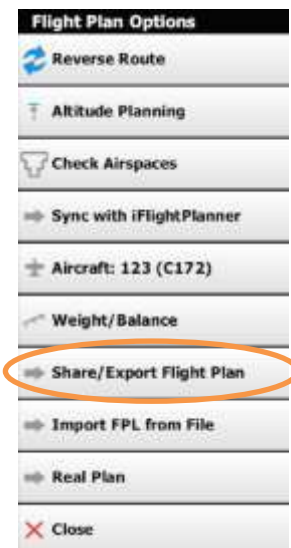 Flight Plan Options
Reverse Route
Altitude Planning
Check Airspaces
Sync with iFlightPlanner
Aircraft: 123 (C172)
Weight/Balance
Share/Export Flight Plan
Import FPL from File
Real Plan
Close